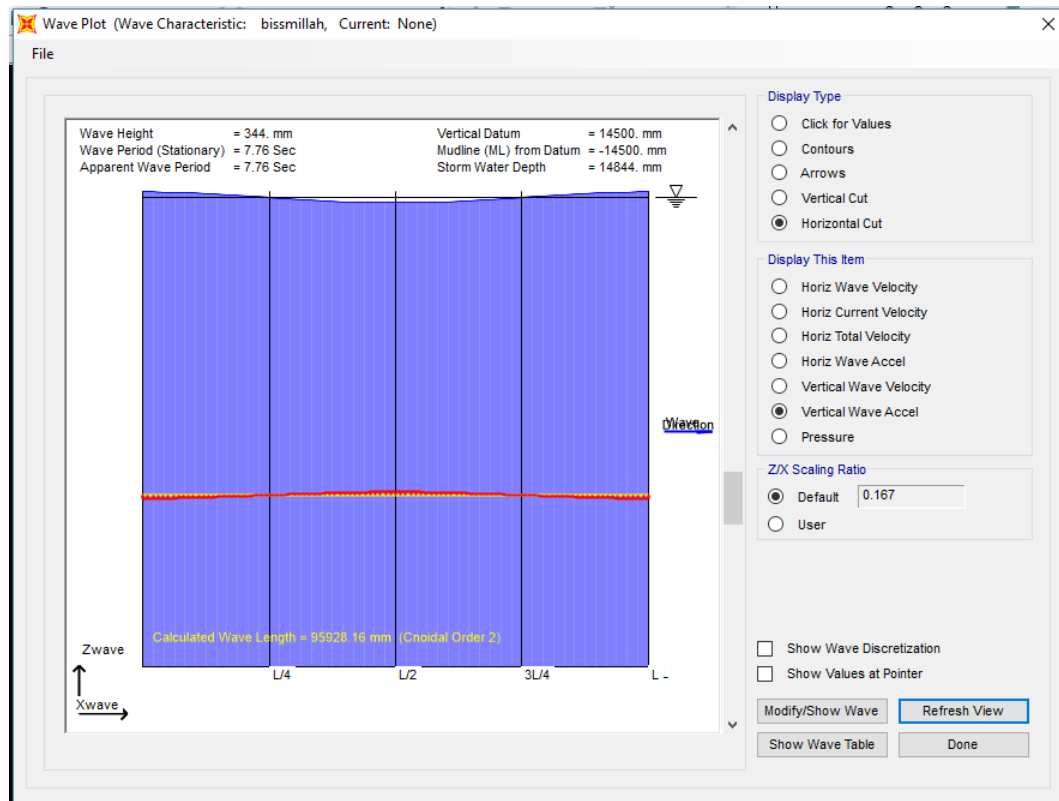 Wave Plot (Wave Characteristic: bissmillah, Current: None)
File
Wave Height = 344. mm
Wave Period (Stationary) = 7.76 Sec
Apparent Wave Period = 7.76 Sec
Vertical Datum = 14500. mm
Mudline (ML) from Datum = -14500. mm
Storm Water Depth = 14844. mm
Wave
Direction
Calculated Wave Length = 95928.16 mm (Cnoidal Order 2)
Zwave
Xwave
L/4
L/2
3L/4
L
Display Type
Click for Values
Contours
Arrows
Vertical Cut
Horizontal Cut
Display This Item
Horiz Wave Velocity
Horiz Current Velocity
Horiz Total Velocity
Horiz Wave Accel
Vertical Wave Velocity
Vertical Wave Accel
Pressure
Z/X Scaling Ratio
Default 0.167
User
Show Wave Discretization
Show Values at Pointer
Modify/Show Wave
Refresh View
Show Wave Table
Done